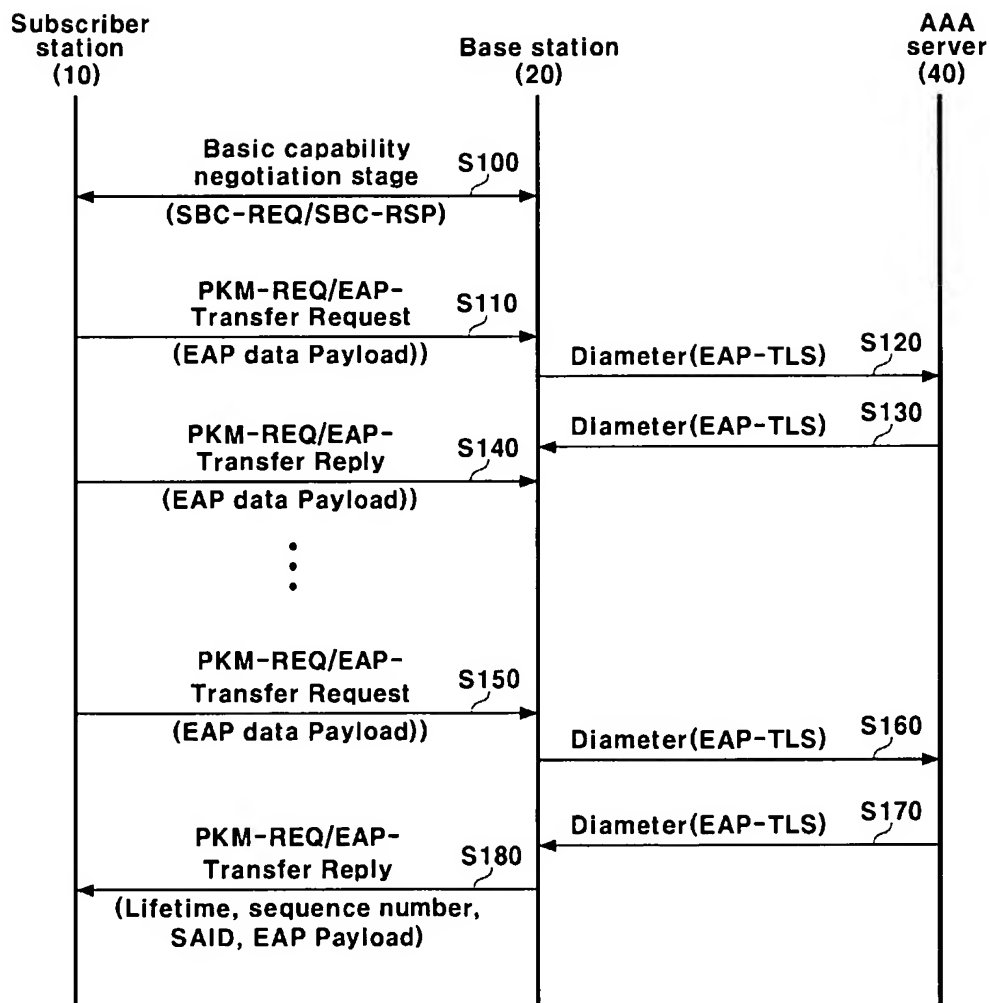 Subscriber
station
(10)
Base station
(20)
AAA
server
(40)
Basic capability
negotiation stage
S100
(SBC-REQ/SBC-RSP)
PKM-REQ/EAP-
Transfer Request
S110
(EAP data Payload))
Diameter(EAP-TLS)
S120
Diameter(EAP-TLS)
S130
PKM-REQ/EAP-
Transfer Reply
S140
(EAP data Payload))
PKM-REQ/EAP-
Transfer Request
S150
(EAP data Payload))
Diameter(EAP-TLS)
S160
Diameter(EAP-TLS)
S170
PKM-REQ/EAP-
Transfer Reply
S180
(Lifetime, sequence number,
SAID, EAP Payload)